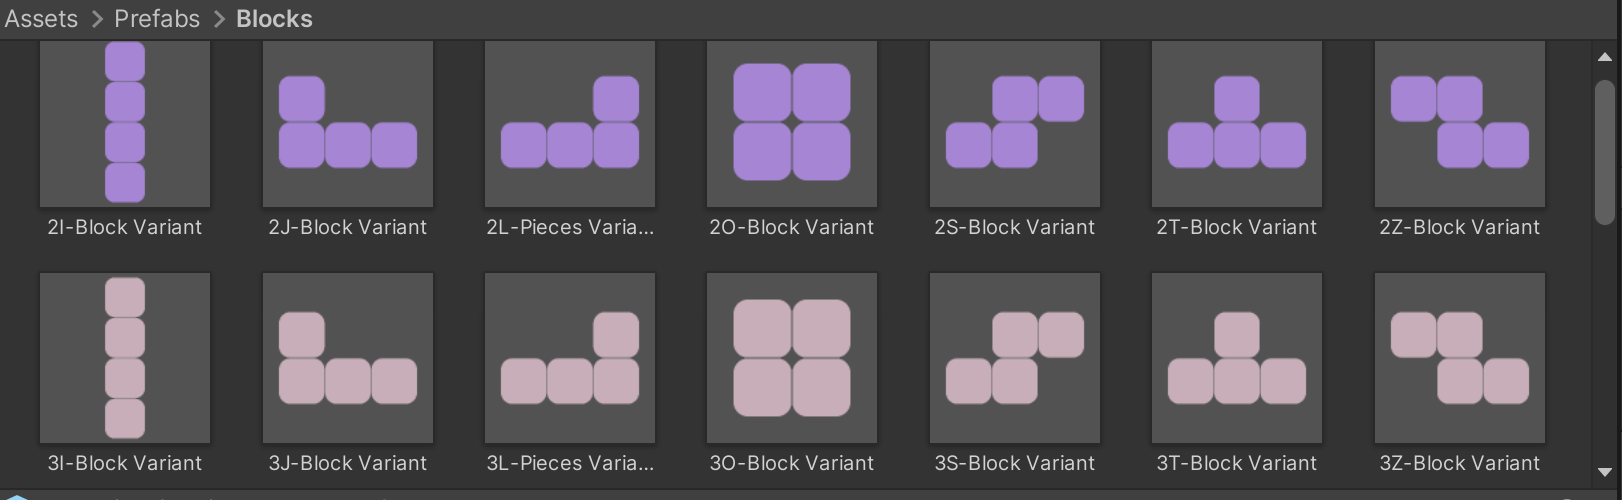 Assets > Prefabs > Blocks
2I-Block Variant 2J-Block Variant 2L-Pieces Varia... 2O-Block Variant 2S-Block Variant 2T-Block Variant 2Z-Block Variant
3I-Block Variant 3J-Block Variant 3L-Pieces Varia... 3O-Block Variant 3S-Block Variant 3T-Block Variant 3Z-Block Variant